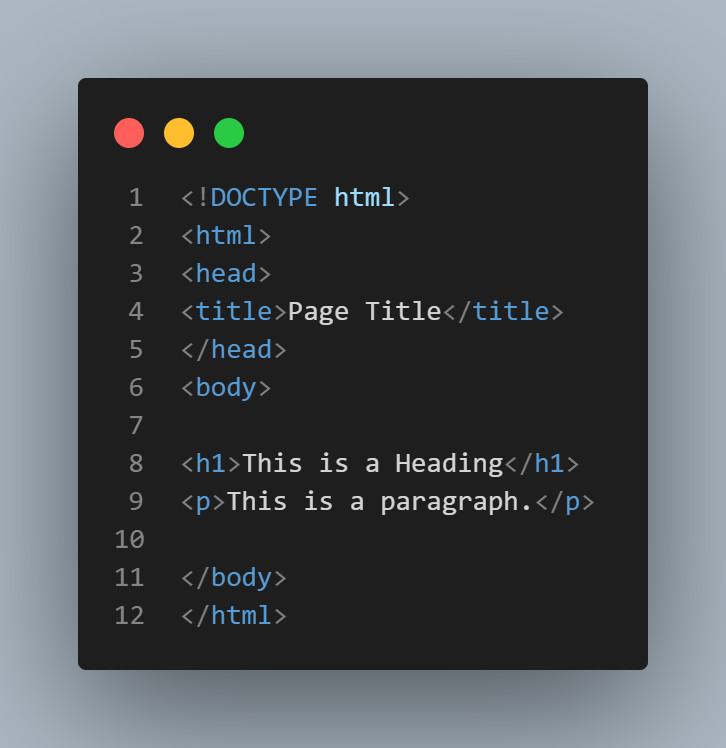 1 <!DOCTYPE html>
2 <html>
3 <head>
4 <title>Page Title</title>
5 </head>
6 <body>
7
8 <h1>This is a Heading</h1>
9 <p>This is a paragraph.</p>
10
11 </body>
12 </html>